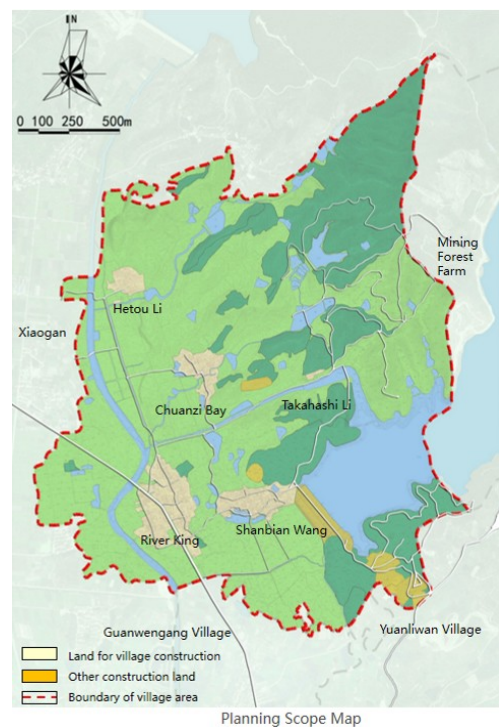 N
0 100 250 500m
Mining
Forest
Farm
Hetou Li
Xiaogan
Chuanzi Bay
Takahashi Li
River King
Shanbian Wang
Guanwengang Village
Yuanliwan Village
Land for village construction
Other construction land
Boundary of village area
Planning Scope Map